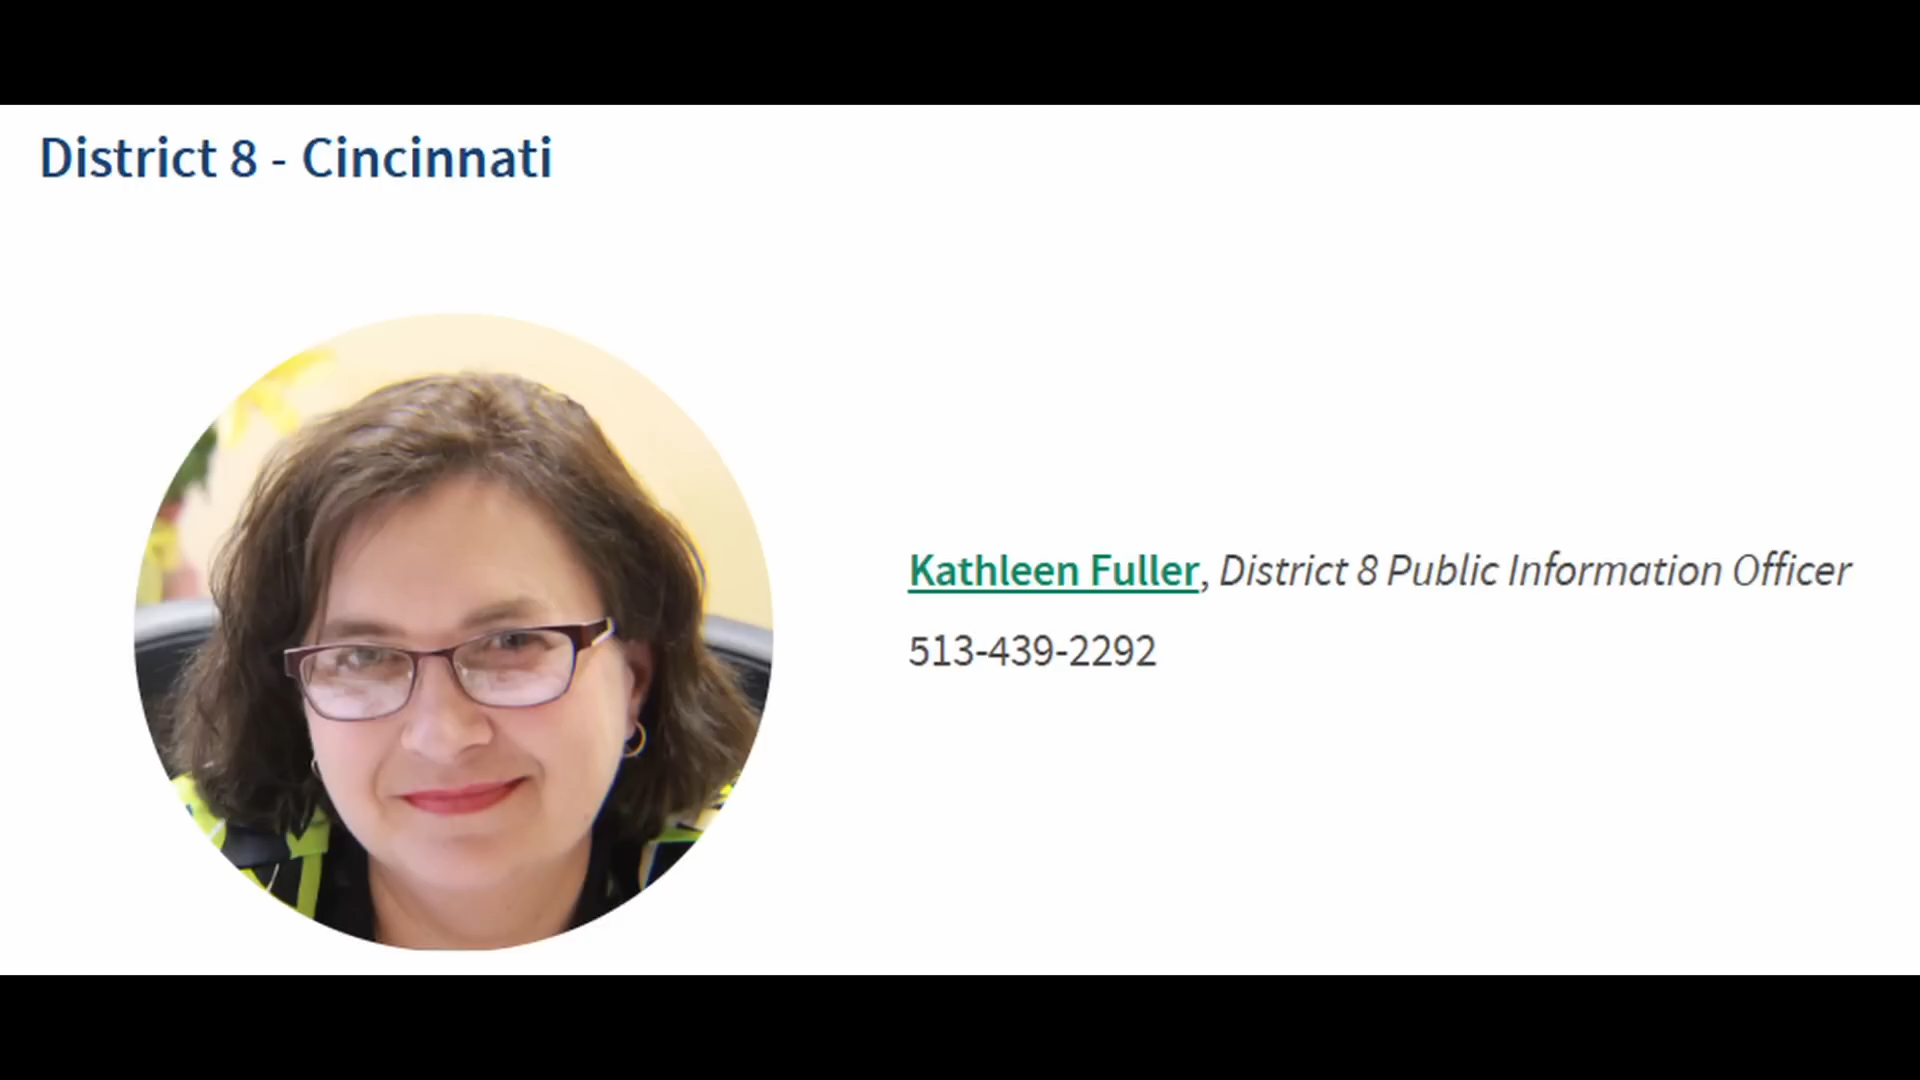 District 8 - Cincinnati
Kathleen Fuller, District 8 Public Information Officer
513-439-2292